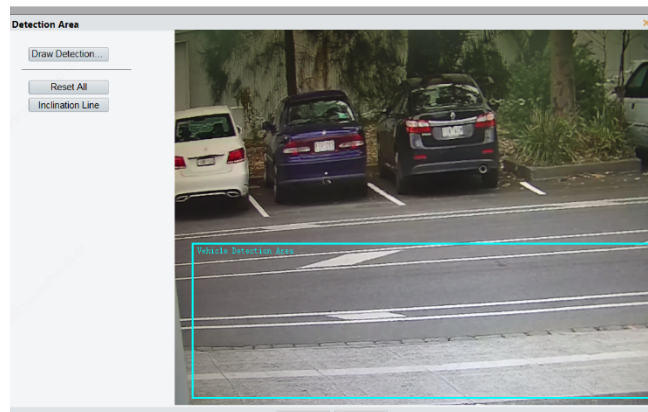 Detection Area
Draw Detection...
Reset All
Inclination Line
Vehicle Detection Area